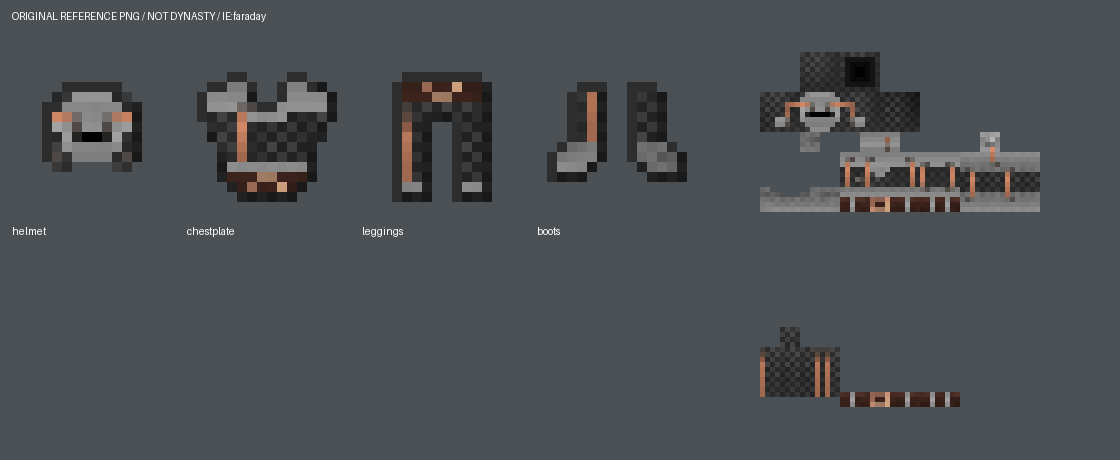 ORIGINAL REFERENCE PNG / NOT DYNASTY / IE:faraday
helmet
chestplate
leggings
boots